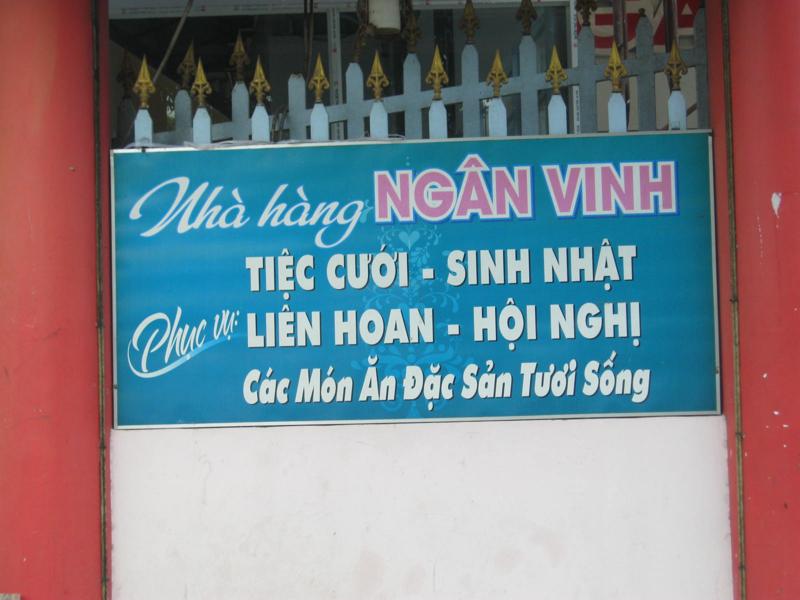 Nhà hàng NGÂN VINH
TIỆC CƯỚI - SINH NHẬT
Phục vụ: LIÊN HOAN - HỘI NGHỊ
Các Món Ăn Đặc Sản Tươi Sống